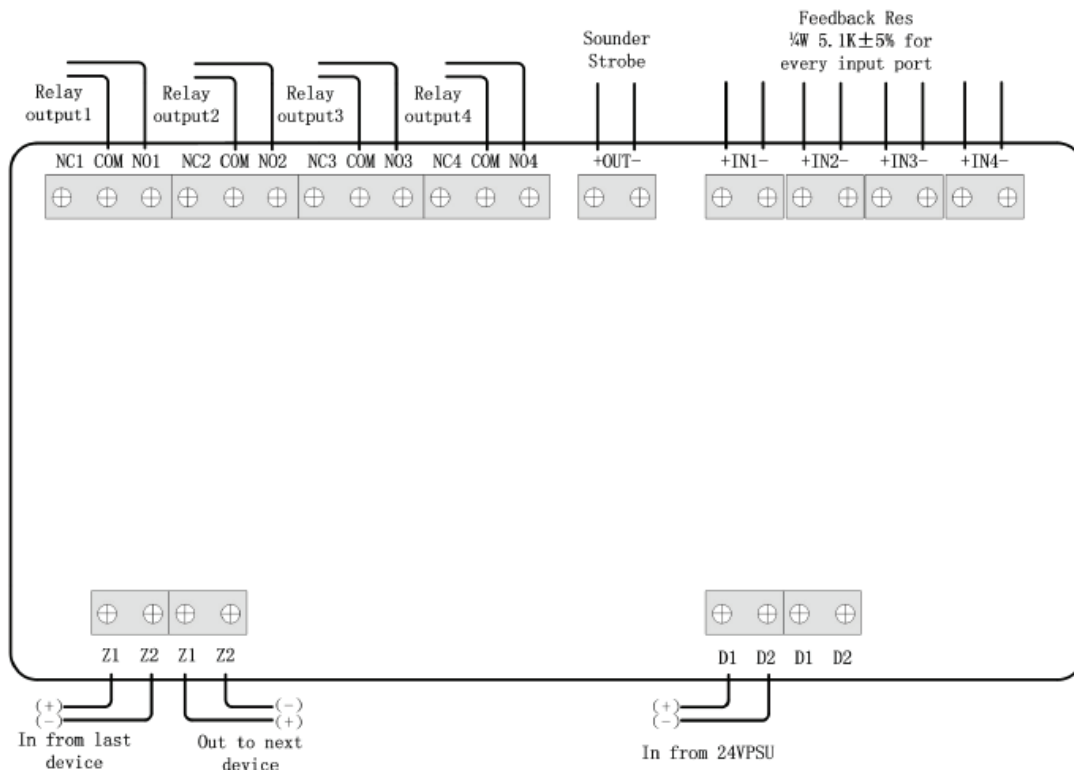 Feedback Res
¼W 5.1K±5% for
every input port
Sounder
Strobe
Relay
output1
Relay
output2
Relay
output3
Relay
output4
NC1 COM NO1 NC2 COM NO2 NC3 COM NO3 NC4 COM NO4 +OUT- +IN1- +IN2- +IN3- +IN4-
Z1 Z2 Z1 Z2 D1 D2 D1 D2
(+)
(-)
In from last
device
(-)
(+)
Out to next
device
(+)
(-)
In from 24VPSU